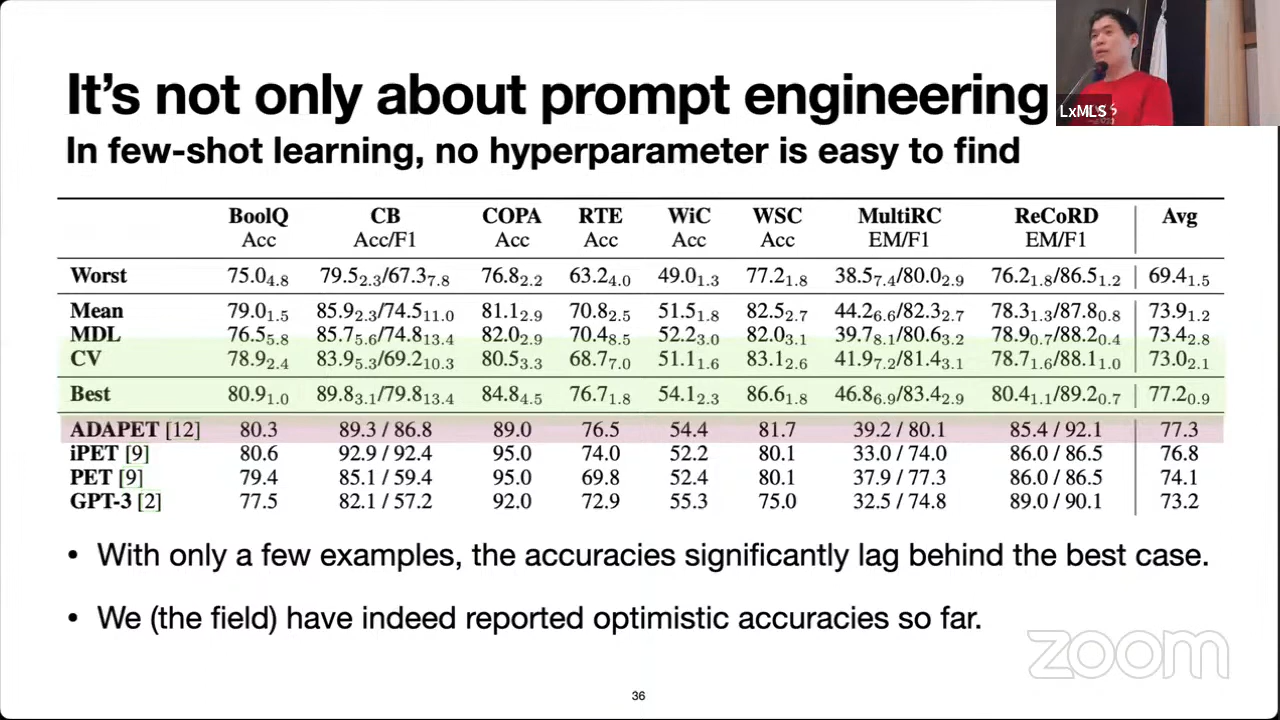 It's not only about prompt engineering
LxMLS
In few-shot learning, no hyperparameter is easy to find
BoolQ CB COPA RTE WiC WSC MultiRC ReCoRD Avg
Acc Acc/F1 Acc Acc Acc Acc EM/F1 EM/F1
Worst 75.04.8 79.52.3/67.37.8 76.82.2 63.24.0 49.01.3 77.21.8 38.57.4/80.02.9 76.21.8/86.51.2 69.41.5
Mean 79.01.5 85.92.3/74.511.0 81.12.9 70.82.5 51.51.8 82.52.7 44.26.6/82.32.7 78.31.3/87.80.8 73.91.2
MDL 76.55.8 85.75.6/74.813.4 82.02.9 70.48.5 52.23.0 82.03.1 39.78.1/80.63.2 78.90.7/88.20.4 73.42.8
CV 78.92.4 83.95.3/69.210.3 80.53.3 68.77.0 51.11.6 83.12.6 41.97.2/81.43.1 78.71.6/88.11.0 73.02.1
Best 80.91.0 89.83.1/79.813.4 84.84.5 76.71.8 54.12.3 86.61.8 46.86.9/83.42.9 80.41.1/89.20.7 77.20.9
ADAPET [12] 80.3 89.3 / 86.8 89.0 76.5 54.4 81.7 39.2 / 80.1 85.4 / 92.1 77.3
iPET [9] 80.6 92.9 / 92.4 95.0 74.0 52.2 80.1 33.0 / 74.0 86.0 / 86.5 76.8
PET [9] 79.4 85.1 / 59.4 95.0 69.8 52.4 80.1 37.9 / 77.3 86.0 / 86.5 74.1
GPT-3 [2] 77.5 82.1 / 57.2 92.0 72.9 55.3 75.0 32.5 / 74.8 89.0 / 90.1 73.2
• With only a few examples, the accuracies significantly lag behind the best case.
• We (the field) have indeed reported optimistic accuracies so far.
zoom
36